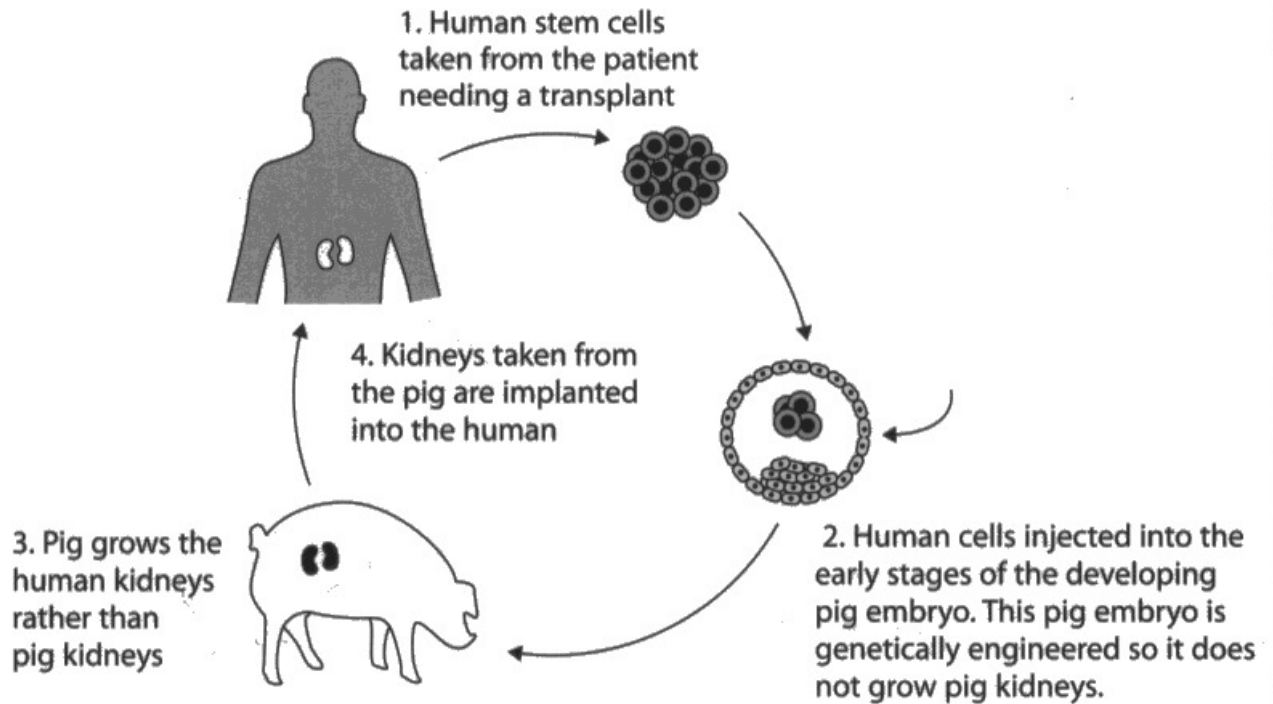 1. Human stem cells
taken from the patient
needing a transplant
2. Human cells injected into the
early stages of the developing
pig embryo. This pig embryo is
genetically engineered so it does
not grow pig kidneys.
3. Pig grows the
human kidneys
rather than
pig kidneys
4. Kidneys taken from
the pig are implanted
into the human